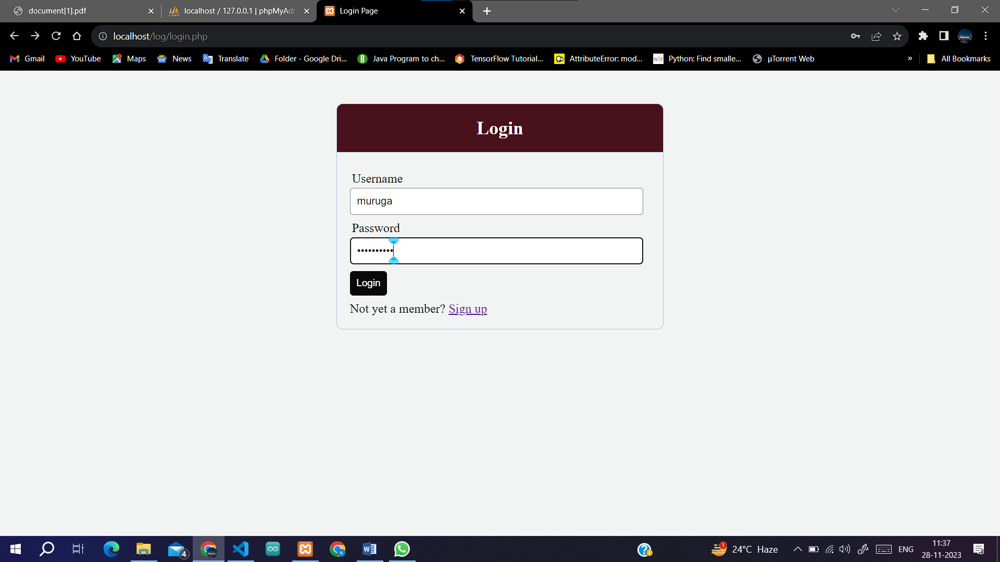 document[1].pdf
localhost / 127.0.0.1 | phpMyAdr
Login Page
localhost/log/login.php
Gmail
YouTube
Maps
News
Translate
Folder - Google Dri...
Java Program to ch...
TensorFlow Tutorial...
AttributeError: mod...
Python: Find smalle...
µTorrent Web
»
All Bookmarks
Login
Username
muruga
Password
••••••••••
Login
Not yet a member? Sign up
4
1
24°C Haze
ENG
11:37
28-11-2023